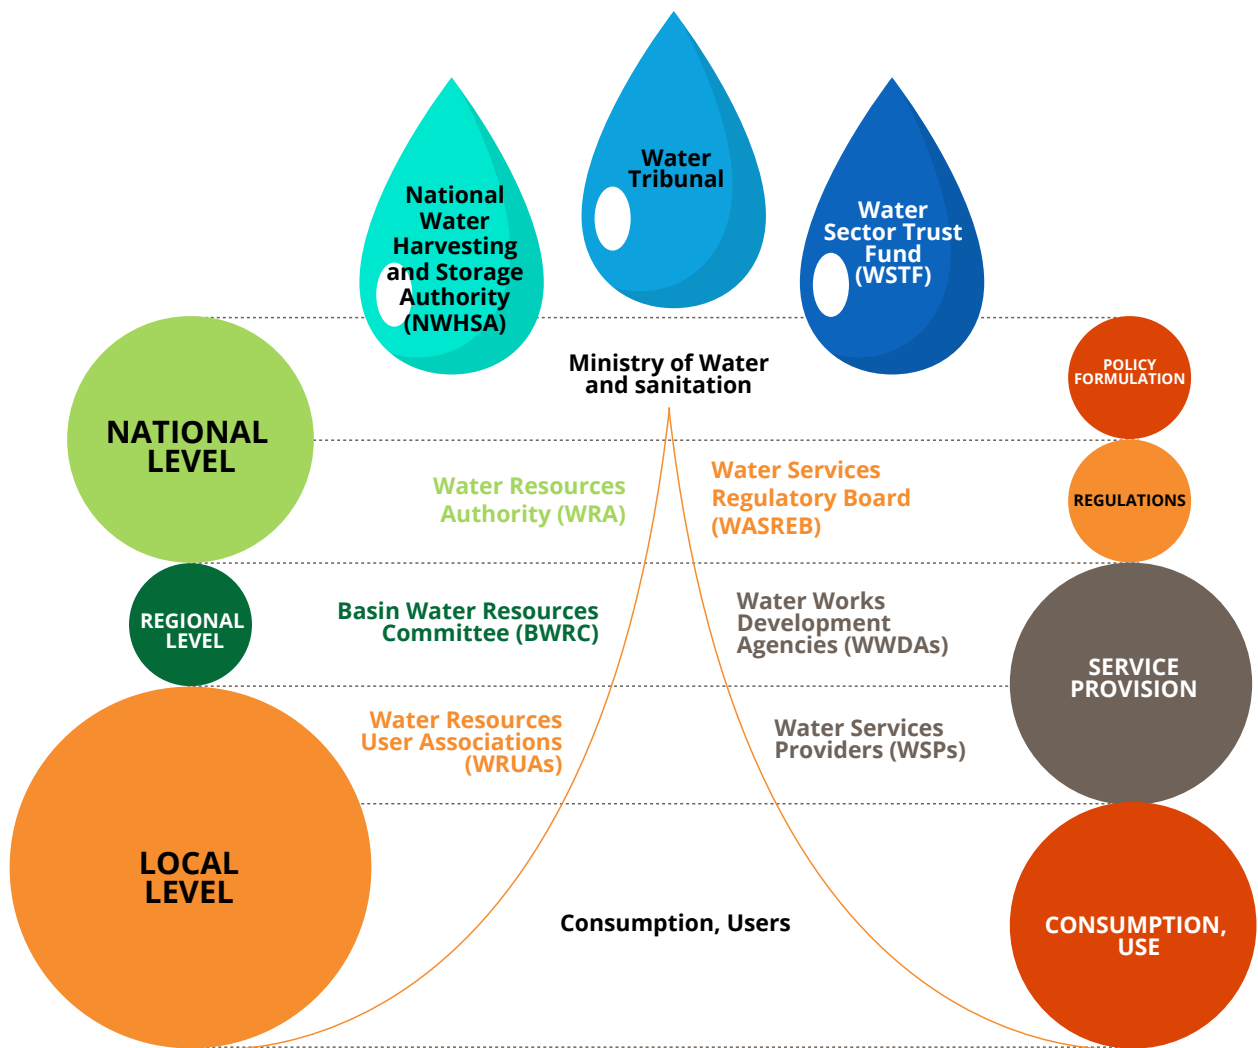 Water
Tribunal
National
Water
Harvesting
and Storage
Authority
(NWHSA)
Water
Sector Trust
Fund
(WSTF)
Ministry of Water
and sanitation
POLICY
FORMULATION
NATIONAL
LEVEL
Water Resources
Authority (WRA)
Water Services
Regulatory Board
(WASREB)
REGULATIONS
REGIONAL
LEVEL
Basin Water Resources
Committee (BWRC)
Water Works
Development
Agencies (WWDAs)
SERVICE
PROVISION
Water Resources
User Associations
(WRUAs)
Water Services
Providers (WSPs)
LOCAL
LEVEL
Consumption, Users
CONSUMPTION,
USE